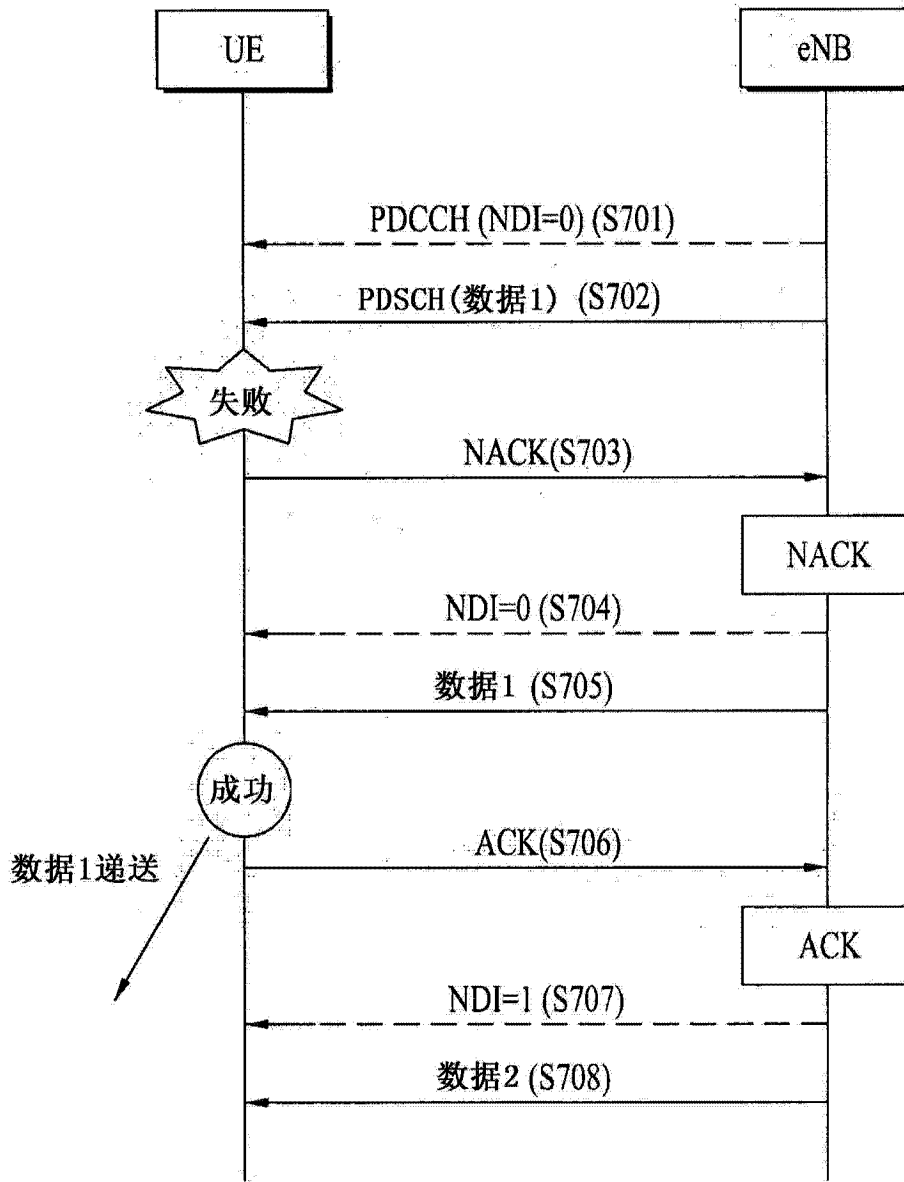 UE
eNB
PDCCH (NDI=0) (S701)
PDSCH(数据1) (S702)
失败
NACK(S703)
NACK
NDI=0 (S704)
数据1 (S705)
成功
ACK(S706)
数据1递送
ACK
NDI=1 (S707)
数据2 (S708)